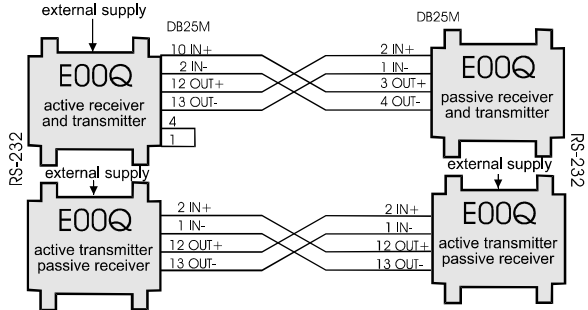 external supply
DB25M
10 IN+
2 IN-
12 OUT+
13 OUT-
4
1
E00Q
active receiver
and transmitter
RS-232
DB25M
2 IN+
1 IN-
3 OUT+
4 OUT-
E00Q
passive receiver
and transmitter
RS-232
external supply
E00Q
active transmitter
passive receiver
2 IN+
1 IN-
12 OUT+
13 OUT-
external supply
2 IN+
1 IN-
12 OUT+
13 OUT-
E00Q
active transmitter
passive receiver